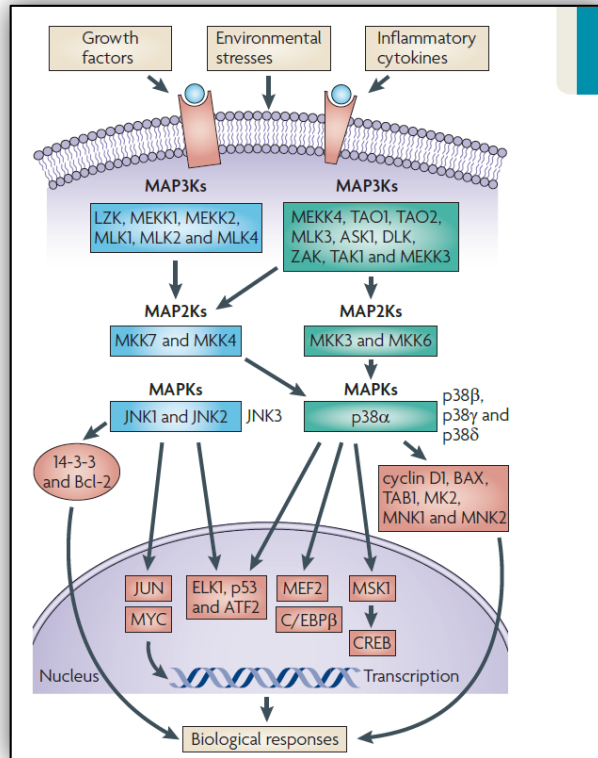 Growth
factors
Environmental
stresses
Inflammatory
cytokines
MAP3Ks
LZK, MEKK1, MEKK2,
MLK1, MLK2 and MLK4
MAP3Ks
MEKK4, TAO1, TAO2,
MLK3, ASK1, DLK,
ZAK, TAK1 and MEKK3
MAP2Ks
MKK7 and MKK4
MAP2Ks
MKK3 and MKK6
MAPKs
JNK1 and JNK2
JNK3
MAPKs
p38α
p38β,
p38γ and
p38δ
14-3-3
and Bcl-2
cyclin D1, BAX,
TAB1, MK2,
MNK1 and MNK2
JUN
MYC
ELK1, p53
and ATF2
MEF2
C/EBPβ
MSK1
CREB
Nucleus
Transcription
Biological responses